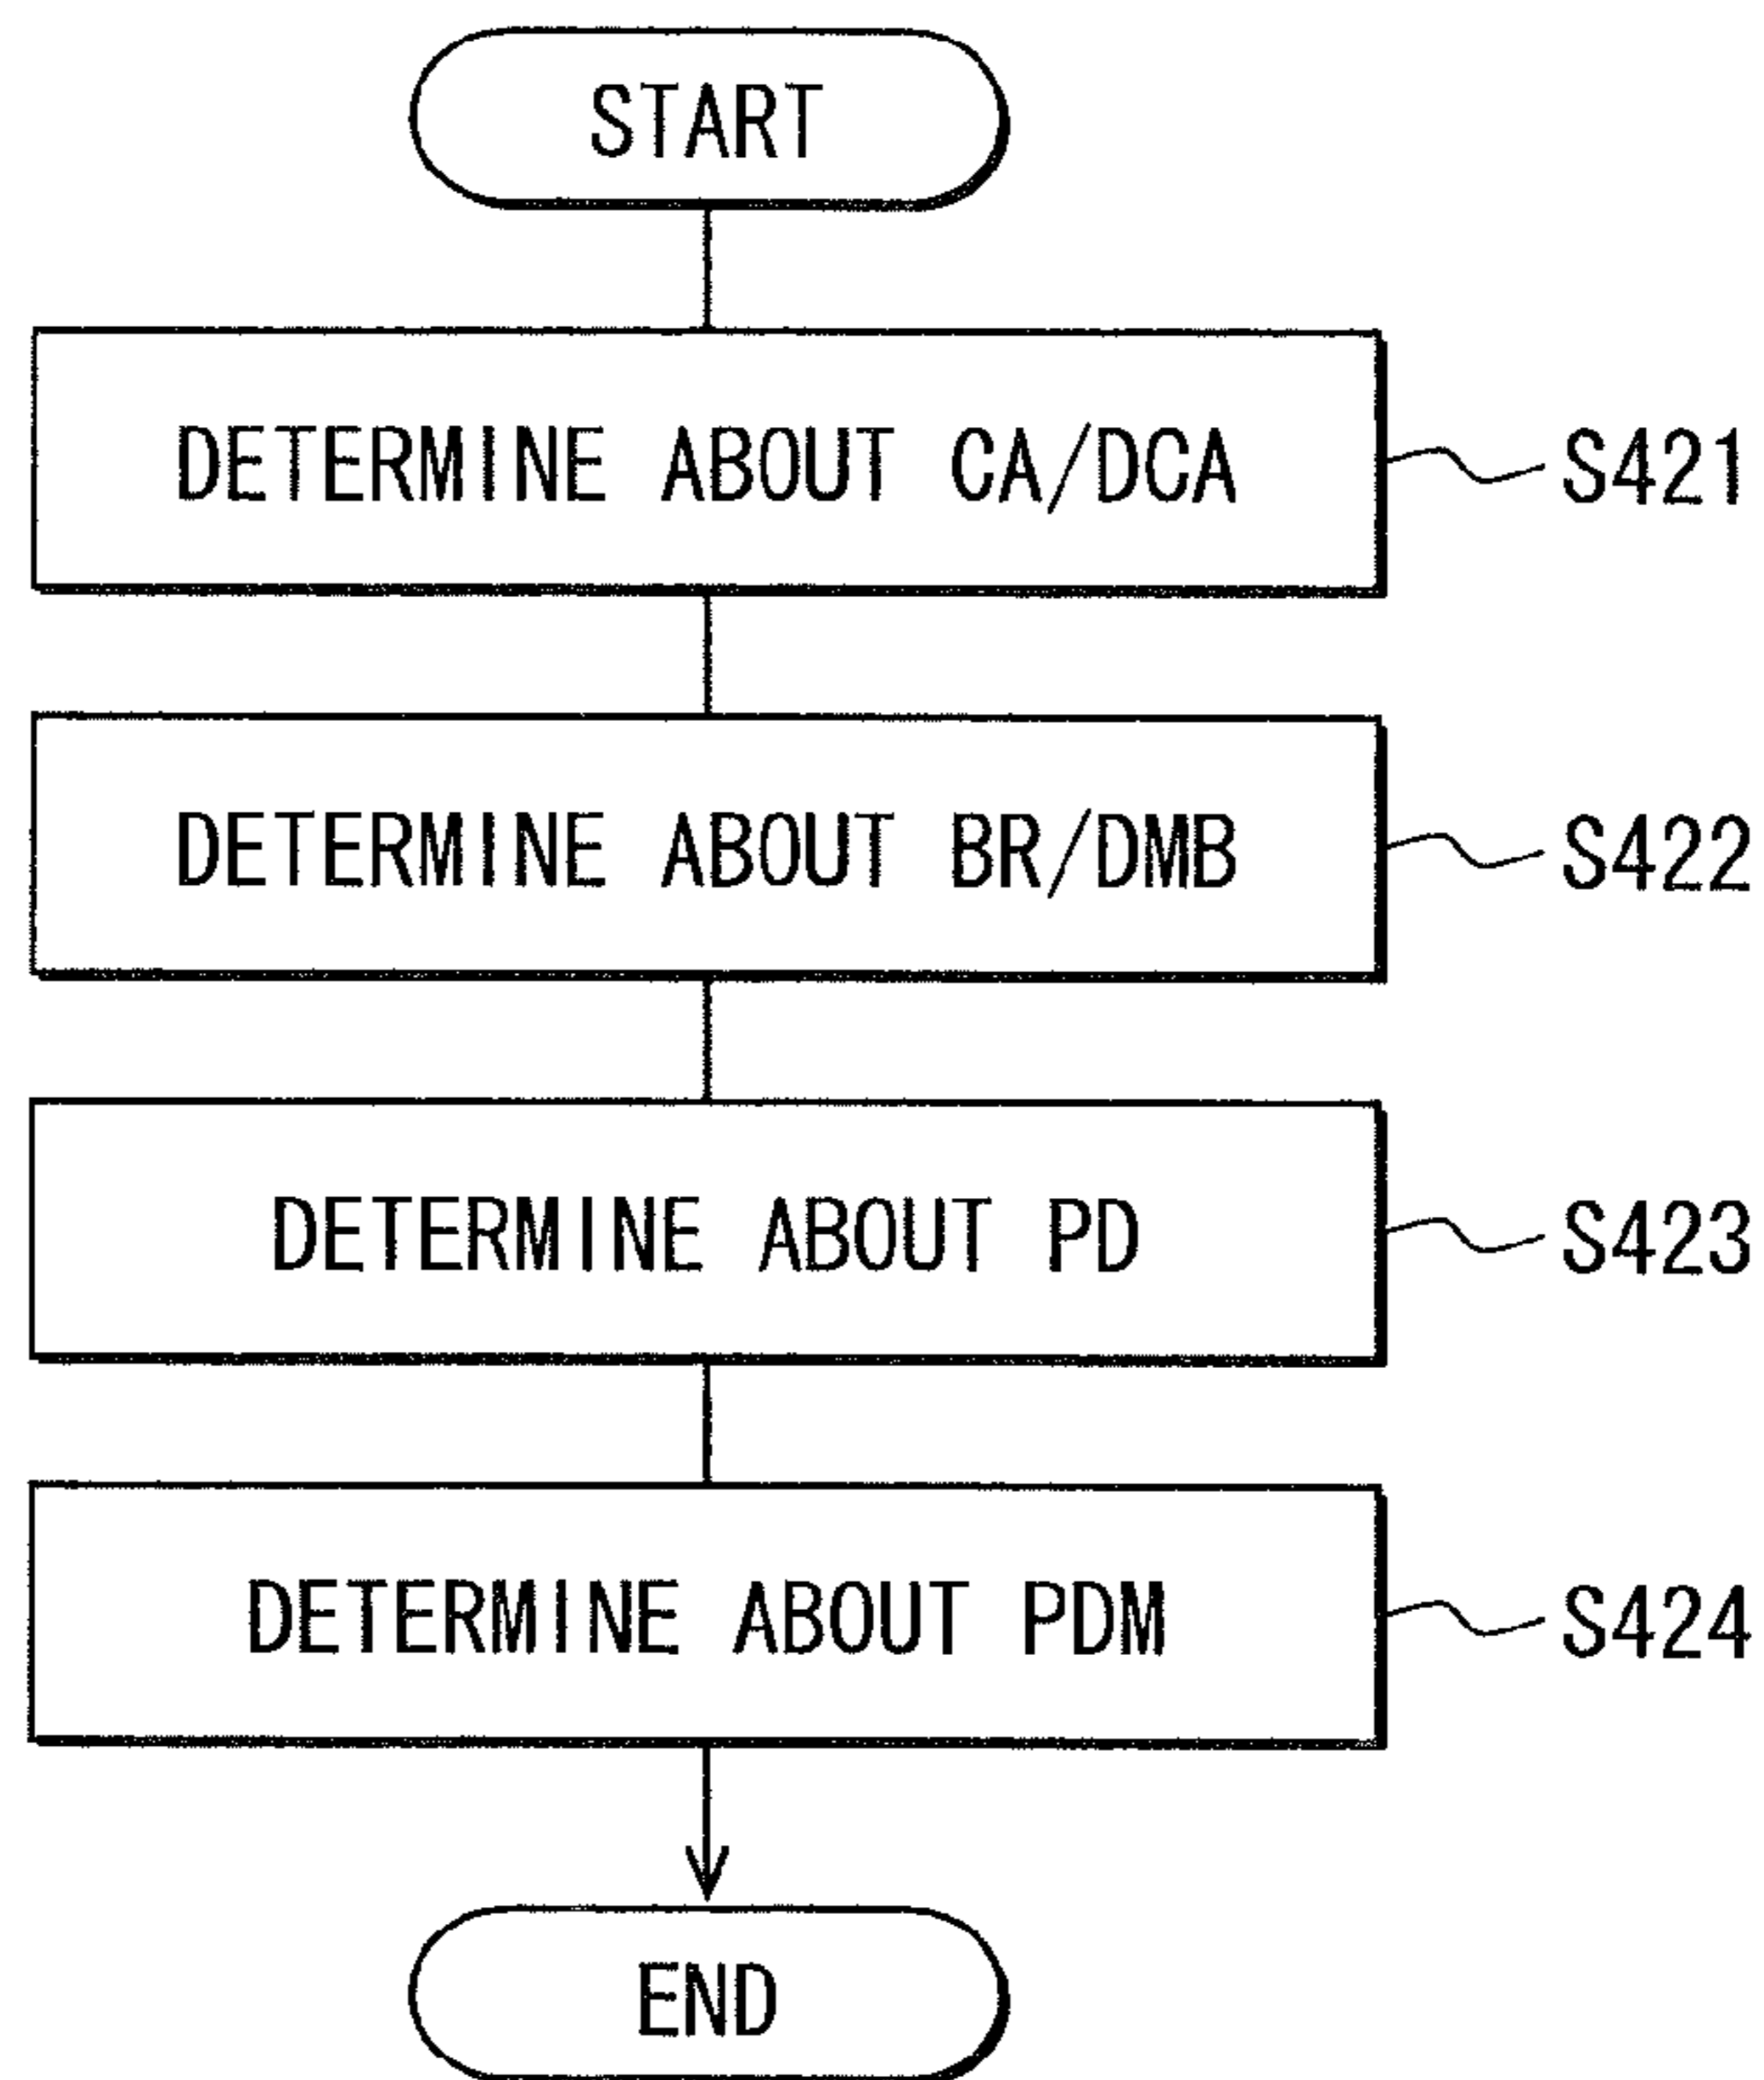 START
DETERMINE ABOUT CA/DCA
S421
DETERMINE ABOUT BR/DMB
S422
DETERMINE ABOUT PD
S423
DETERMINE ABOUT PDM
S424
END